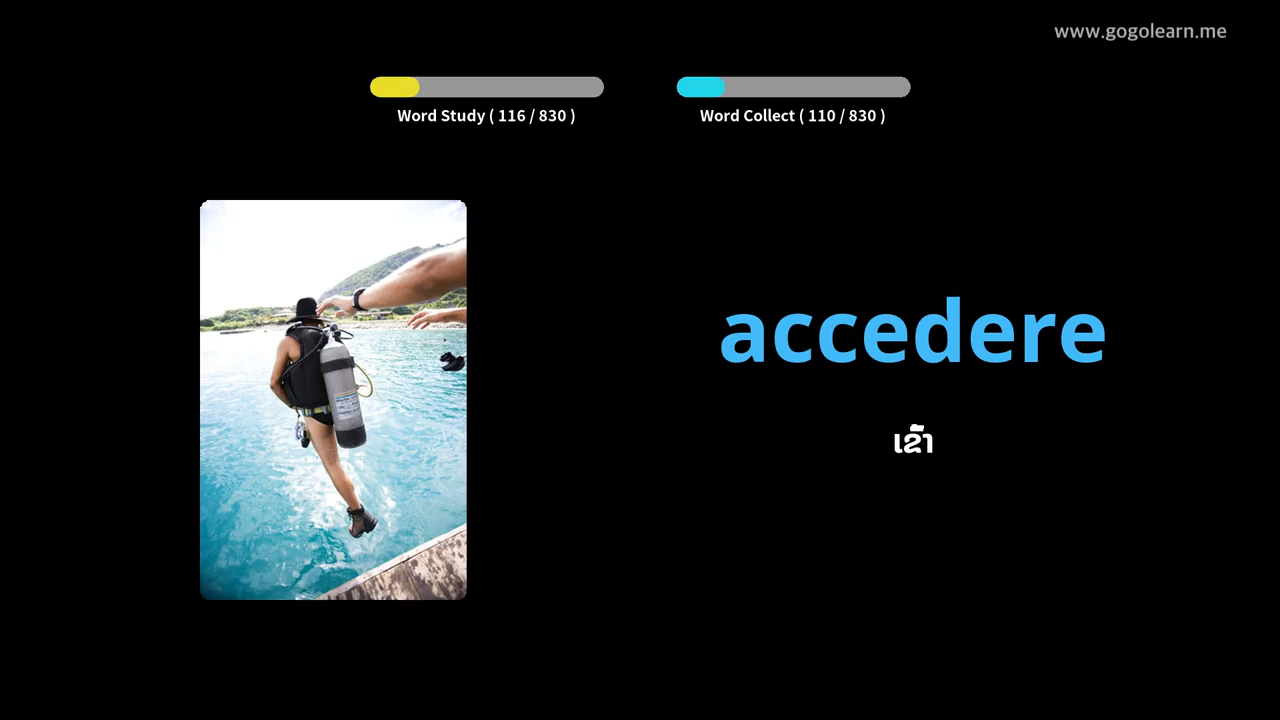 www.gogolearn.me
Word Study ( 116 / 830 )
Word Collect ( 110 / 830 )
accedere
ເຂົ້າ